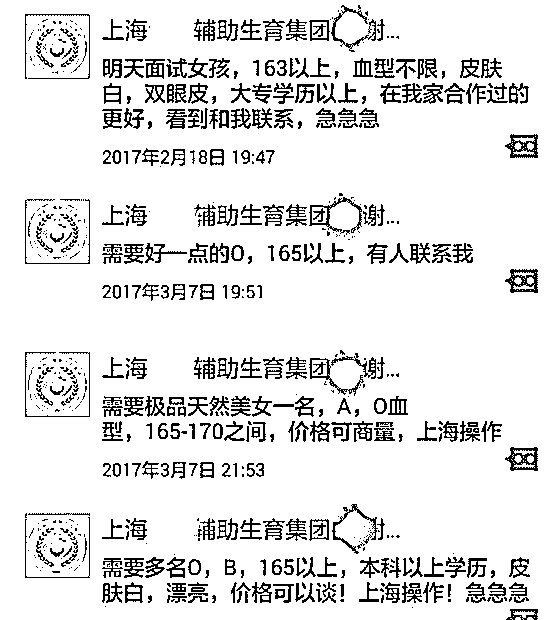 上海 辅助生育集团 谢...
明天面试女孩，163以上，血型不限，皮肤
白，双眼皮，大专学历以上，在我家合作过的
更好，看到和我联系，急急急
2017年2月18日 19:47
上海 辅助生育集团 谢...
需要好一点的O，165以上，有人联系我
2017年3月7日 19:51
上海 辅助生育集团 谢...
需要极品天然美女一名，A，O血
型，165-170之间，价格可商量，上海操作
2017年3月7日 21:53
上海 辅助生育集团 谢...
需要多名O，B，165以上，本科以上学历，皮
肤白，漂亮，价格可以谈！上海操作！急急急